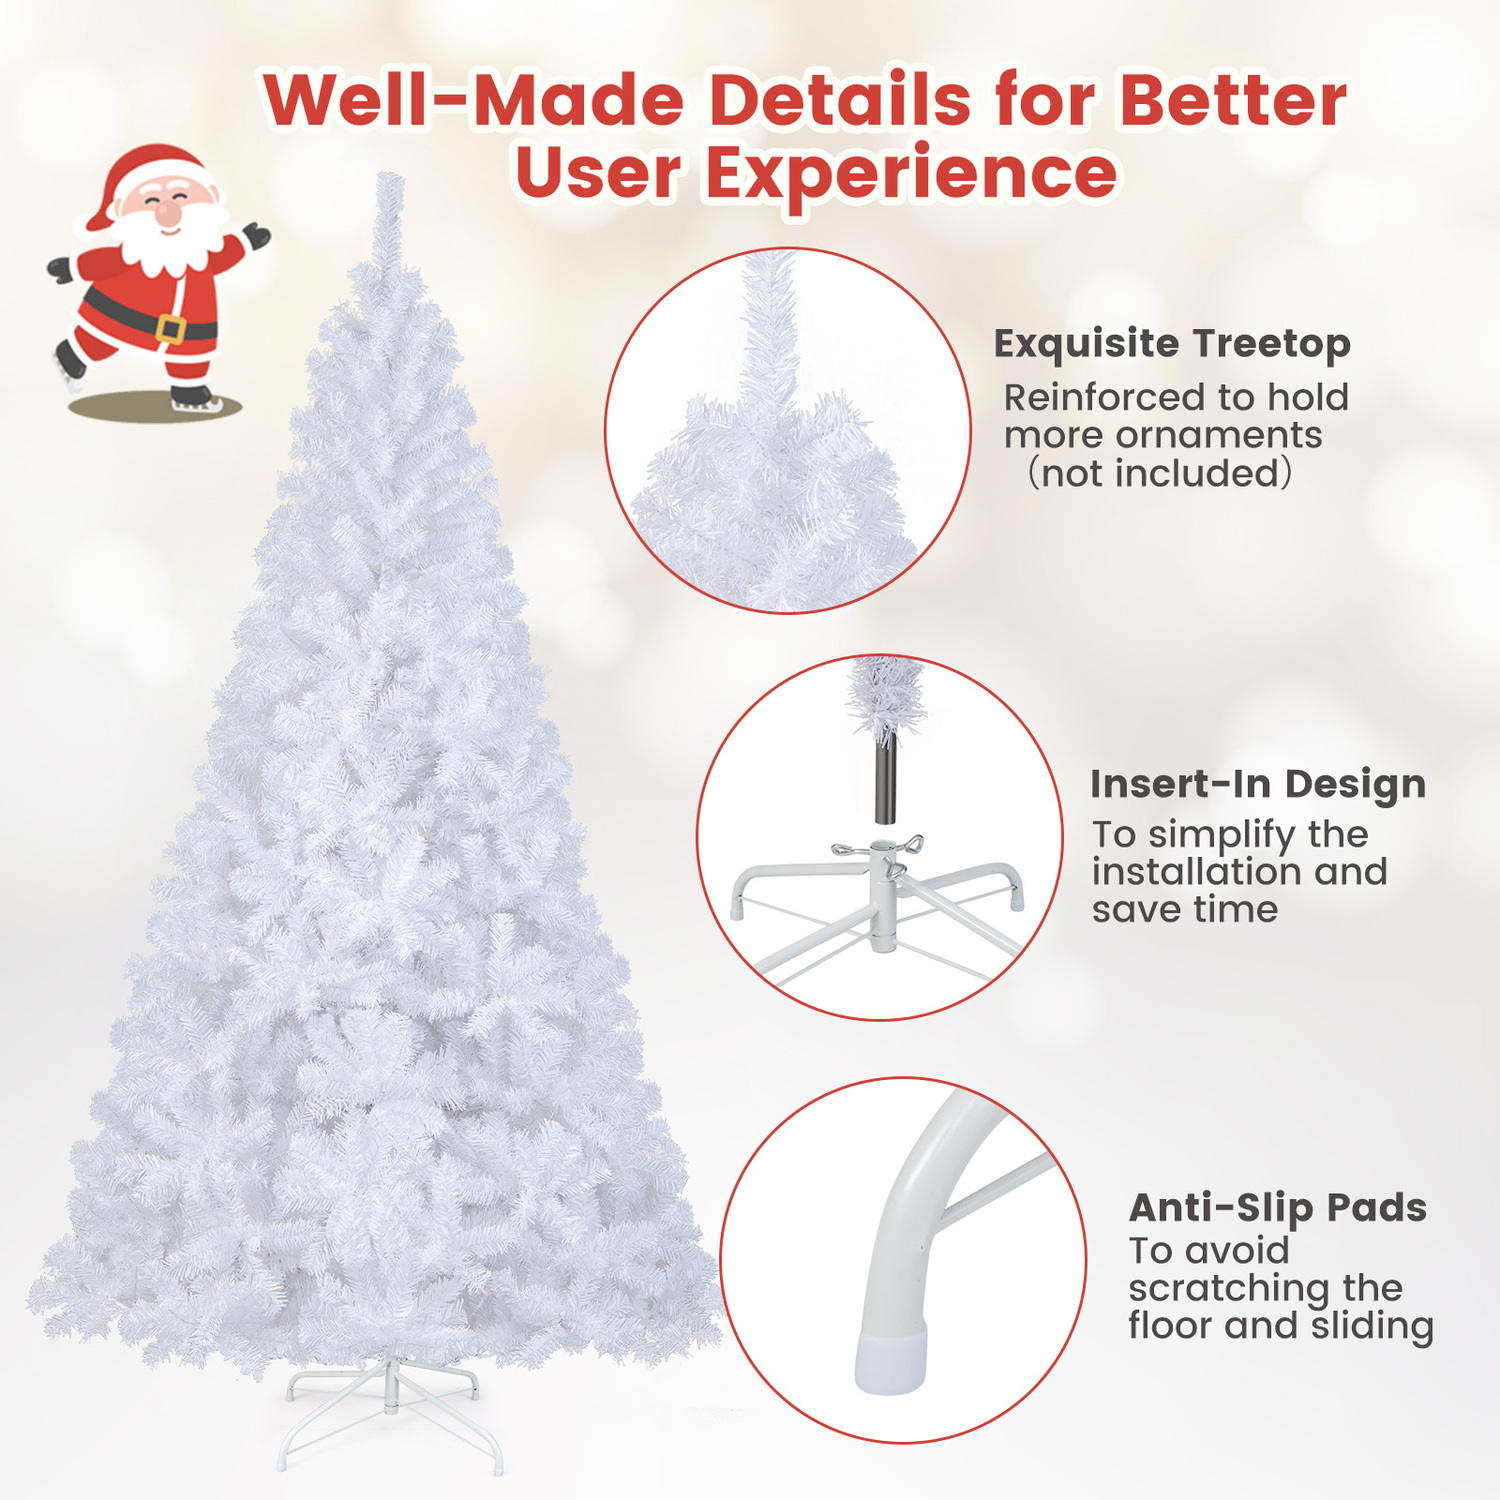 Well-Made Details for Better
User Experience
Exquisite Treetop
Reinforced to hold
more ornaments
(not included)
Insert-In Design
To simplify the
installation and
save time
Anti-Slip Pads
To avoid
scratching the
floor and sliding